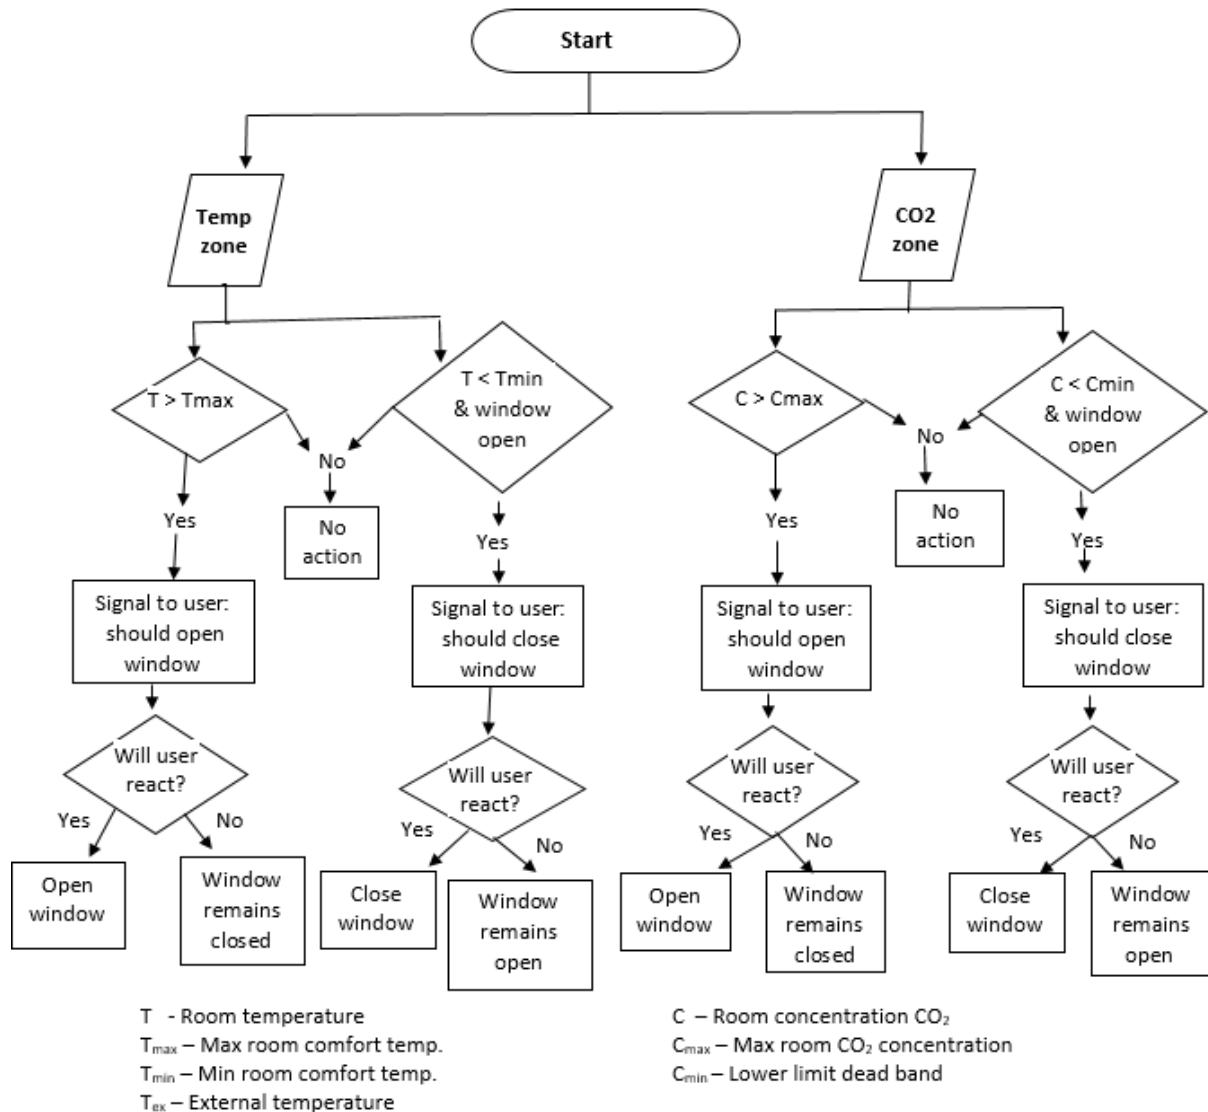 Start
Temp
zone
CO2
zone
T > Tmax
T < Tmin
& window
open
C > Cmax
C < Cmin
& window
open
No
No
Yes
No
action
Yes
Yes
No
action
Yes
Signal to user:
should open
window
Signal to user:
should close
window
Signal to user:
should open
window
Signal to user:
should close
window
Will user
react?
Will user
react?
Will user
react?
Will user
react?
Yes
No
Yes
No
Yes
No
Yes
No
Open
window
Window
remains
closed
Close
window
Window
remains
open
Open
window
Window
remains
closed
Close
window
Window
remains
open
T - Room temperature
Tmax – Max room comfort temp.
Tmin – Min room comfort temp.
Tex – External temperature
C – Room concentration CO₂
Cmax – Max room CO₂ concentration
Cmin – Lower limit dead band